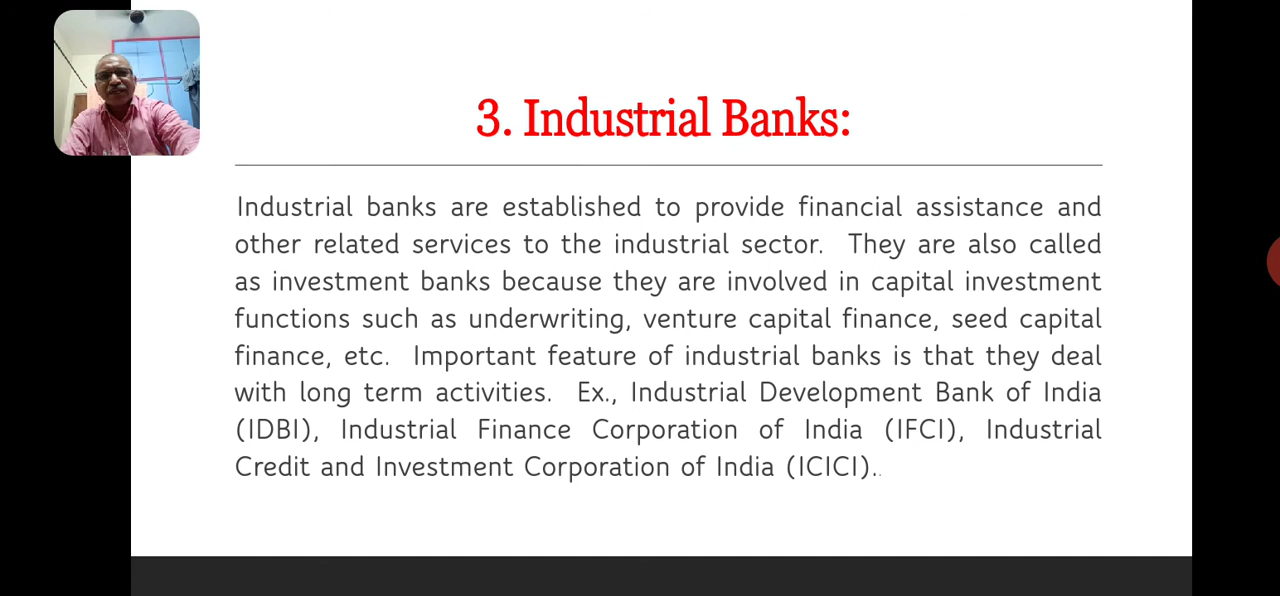 3. Industrial Banks:
Industrial banks are established to provide financial assistance and
other related services to the industrial sector. They are also called
as investment banks because they are involved in capital investment
functions such as underwriting, venture capital finance, seed capital
finance, etc. Important feature of industrial banks is that they deal
with long term activities. Ex., Industrial Development Bank of India
(IDBI), Industrial Finance Corporation of India (IFCI), Industrial
Credit and Investment Corporation of India (ICICI)..